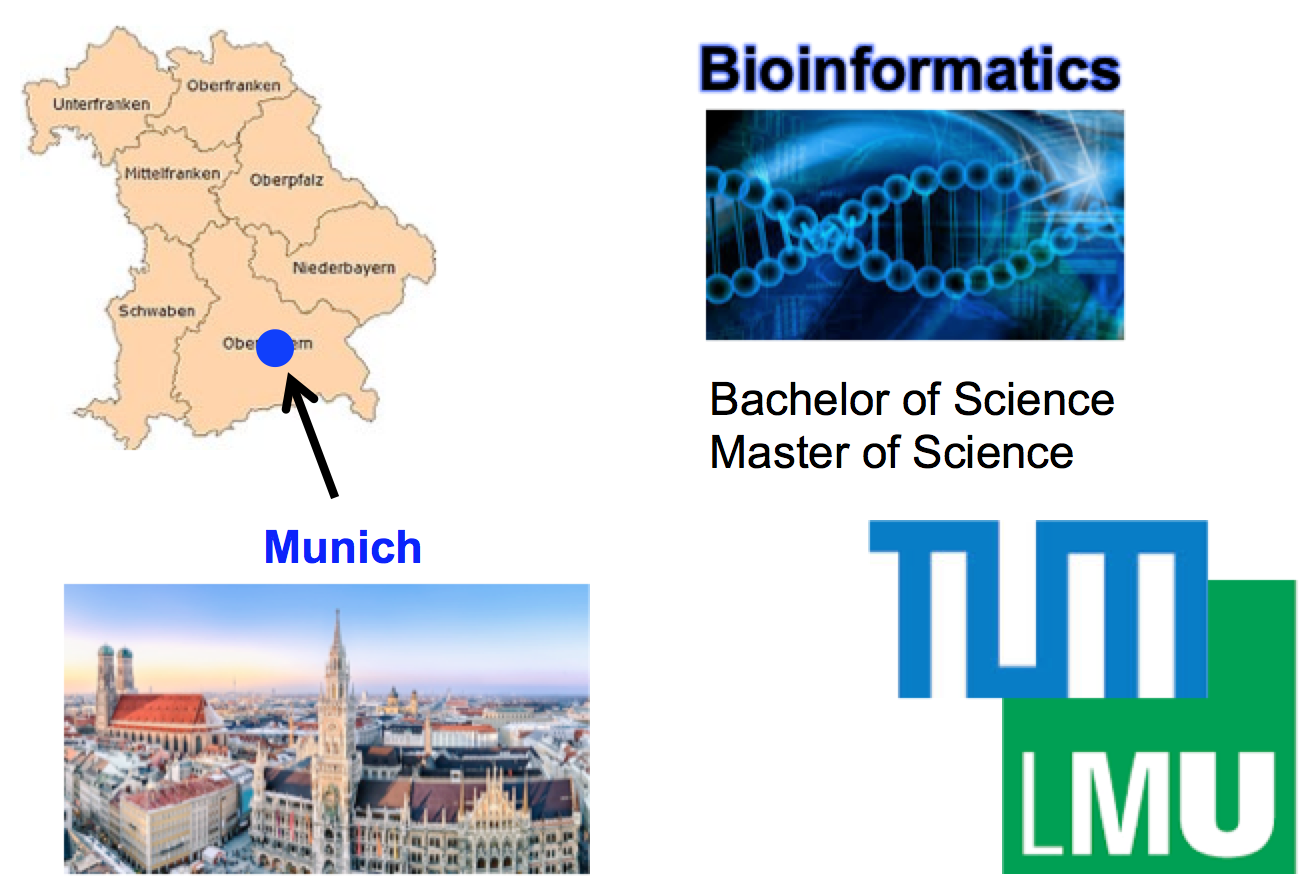 Oberfranken
Unterfranken
Mittelfranken
Oberpfalz
Niederbayern
Schwaben
Munich
Bioinformatics
Bachelor of Science
Master of Science
TUM
LMU